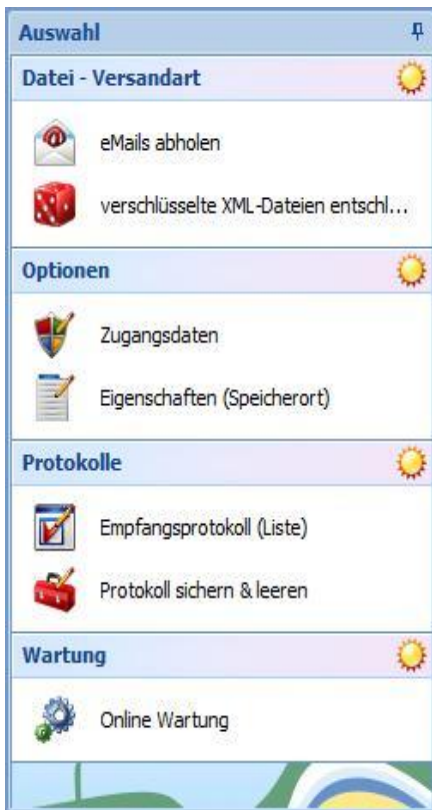 Auswahl
Datei - Versandart
eMails abholen
verschlüsselte XML-Dateien entschl...
Optionen
Zugangsdaten
Eigenschaften (Speicherort)
Protokolle
Empfangsprotokoll (Liste)
Protokoll sichern & leeren
Wartung
Online Wartung